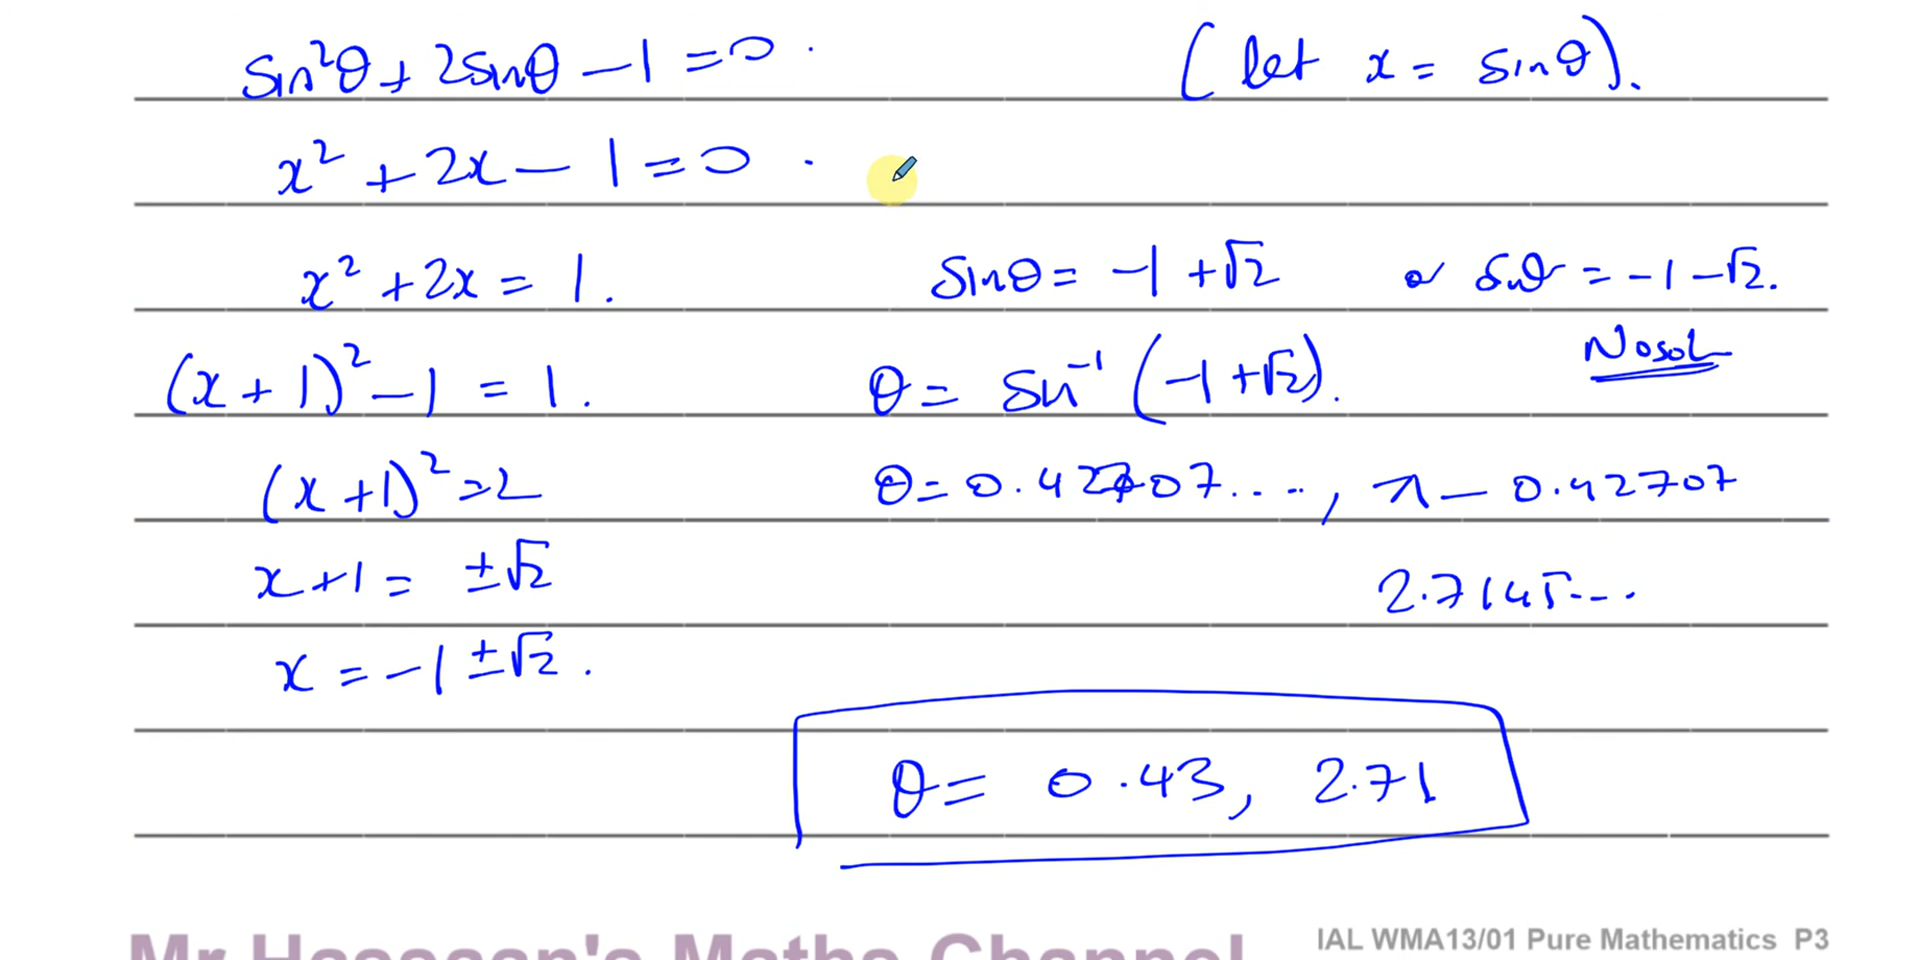 sin²θ + 2sinθ − 1 = 0. (let x = sinθ).
x² + 2x − 1 = 0.
x² + 2x = 1.
(x + 1)² − 1 = 1.
(x + 1)² = 2
x + 1 = ±√2
x = −1 ±√2.
sinθ = −1 + √2 or sinθ = −1 − √2.
No sol
θ = sin⁻¹(−1 + √2).
θ = 0.42707...., π − 0.42707
2.7145...
θ = 0.43, 2.71
IAL WMA13/01 Pure Mathematics P3
Maths Channel